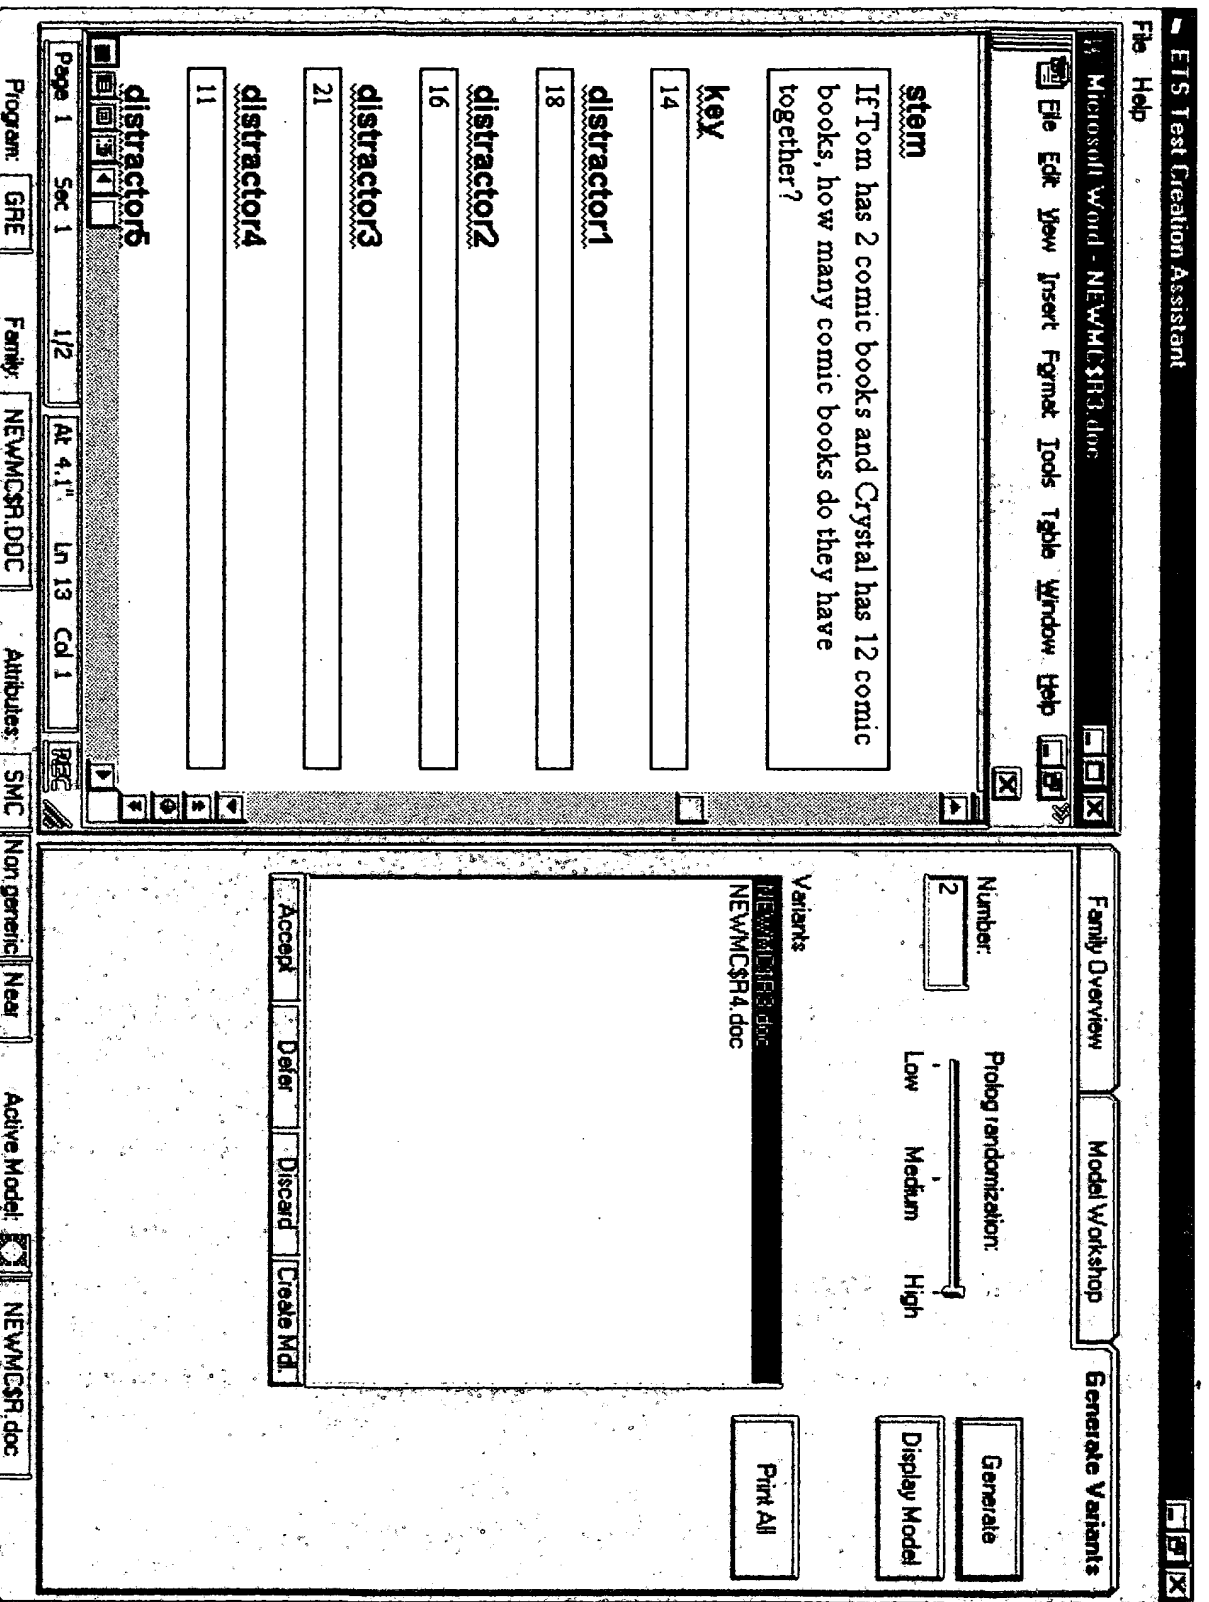 ETS Test Creation Assistant
File Help
Microsoft Word - NEWMC$R3.doc
File Edit View Insert Format Tools Table Window Help
stem
If Tom has 2 comic books and Crystal has 12 comic
books, how many comic books do they have
together?
key
14
distractor1
18
distractor2
16
distractor3
21
distractor4
11
distractor5
Page 1 Sec 1 1/2 At 4.1" Ln 13 Col 1 REC
Family Overview Model Workshop Generate Variants
Number: Prolog randomization:
2
Low Medium High
Generate
Display Model
Variants
NEWMC$R3.doc
NEWMC$R4.doc
Print All
Accept Defer Discard Create Mdl.
Program: GRE Family: NEWMC$R.DOC Attributes: SMC Non generic Near Active Model: NEWMC$R.doc